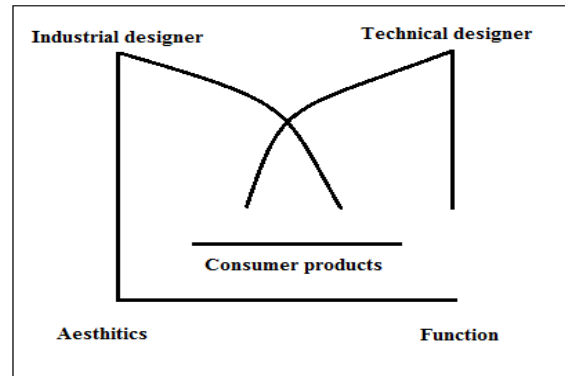 Industrial designer
Technical designer
Consumer products
Aesthitics
Function